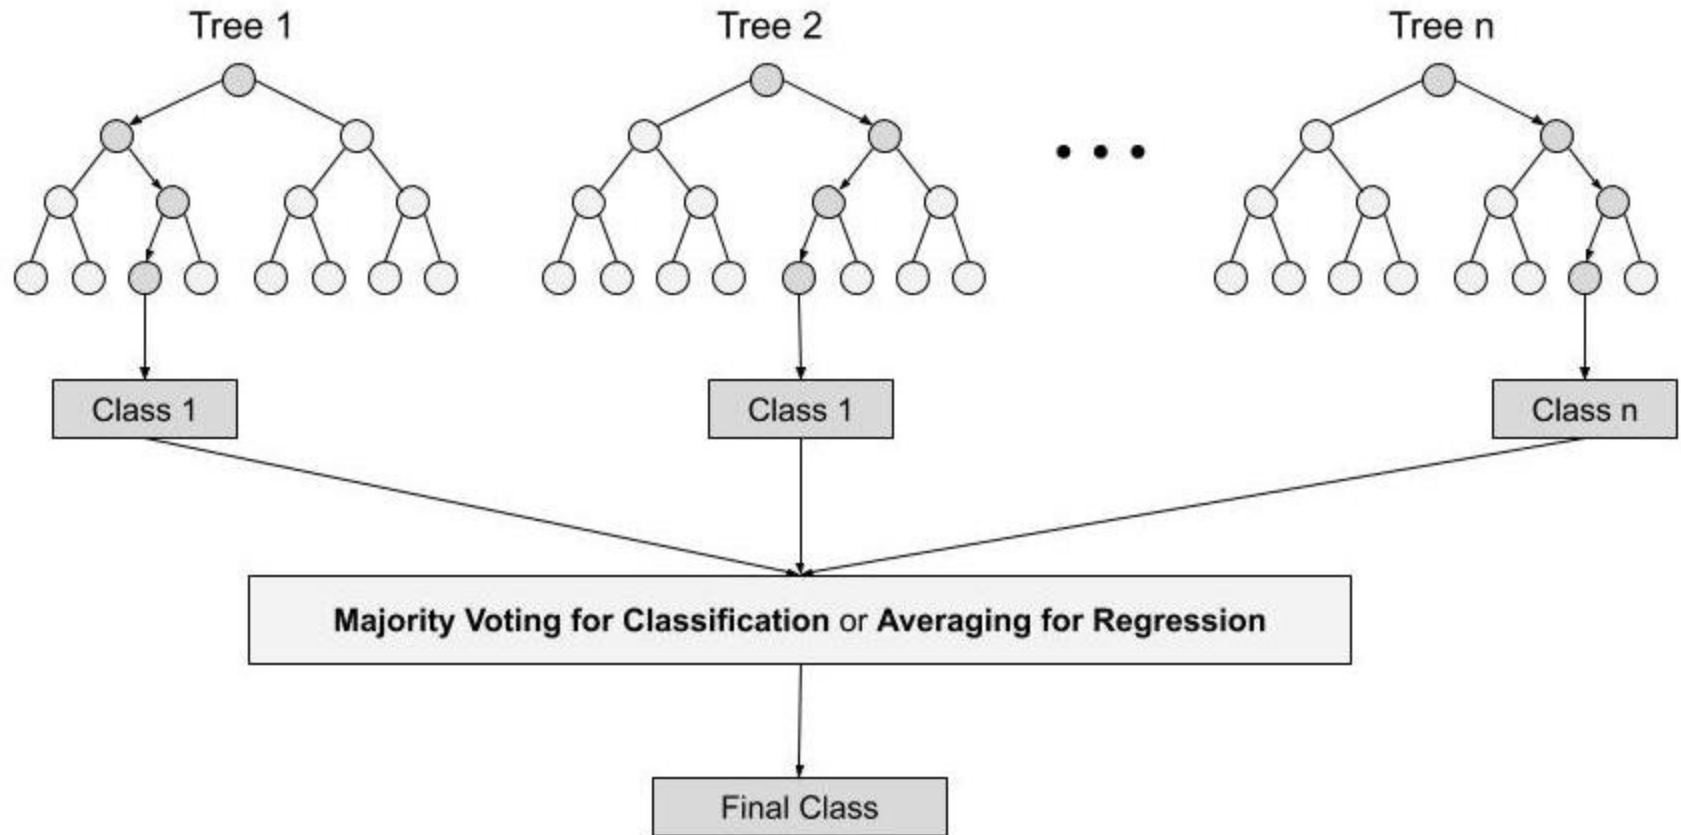 Tree 1
Tree 2
Tree n
Class 1
Class 1
Class n
Majority Voting for Classification or Averaging for Regression
Final Class